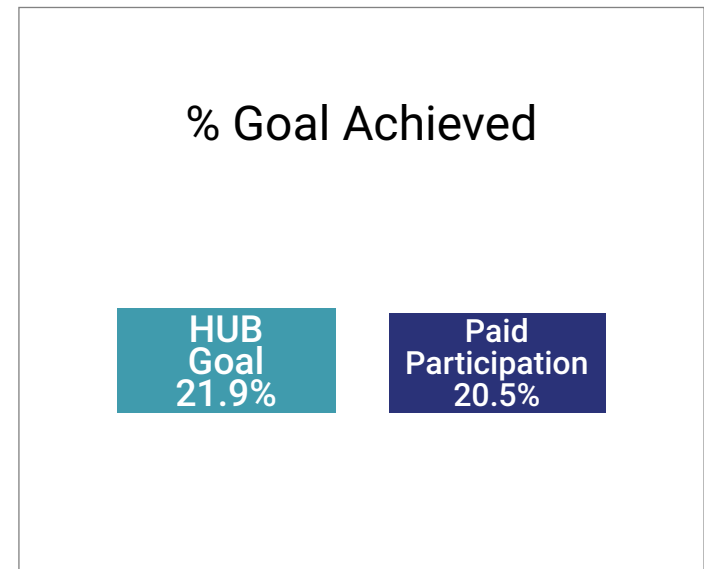 % Goal Achieved
HUB
Goal
21.9%
Paid
Participation
20.5%